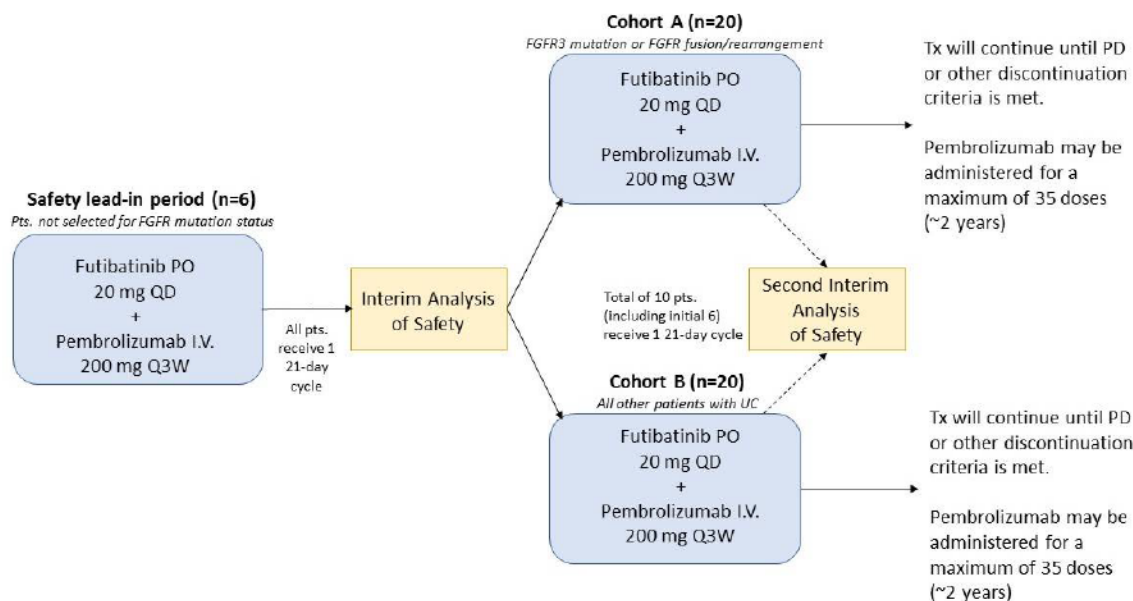 Safety lead-in period (n=6)
Pts. not selected for FGFR mutation status
Futibatinib PO
20 mg QD
+
Pembrolizumab I.V.
200 mg Q3W
All pts.
receive 1
21-day
cycle
Interim Analysis
of Safety
Cohort A (n=20)
FGFR3 mutation or FGFR fusion/rearrangement
Futibatinib PO
20 mg QD
+
Pembrolizumab I.V.
200 mg Q3W
Tx will continue until PD
or other discontinuation
criteria is met.
Pembrolizumab may be
administered for a
maximum of 35 doses
(~2 years)
Total of 10 pts.
(including initial 6)
receive 1 21-day cycle
Second Interim
Analysis
of Safety
Cohort B (n=20)
All other patients with UC
Futibatinib PO
20 mg QD
+
Pembrolizumab I.V.
200 mg Q3W
Tx will continue until PD
or other discontinuation
criteria is met.
Pembrolizumab may be
administered for a
maximum of 35 doses
(~2 years)